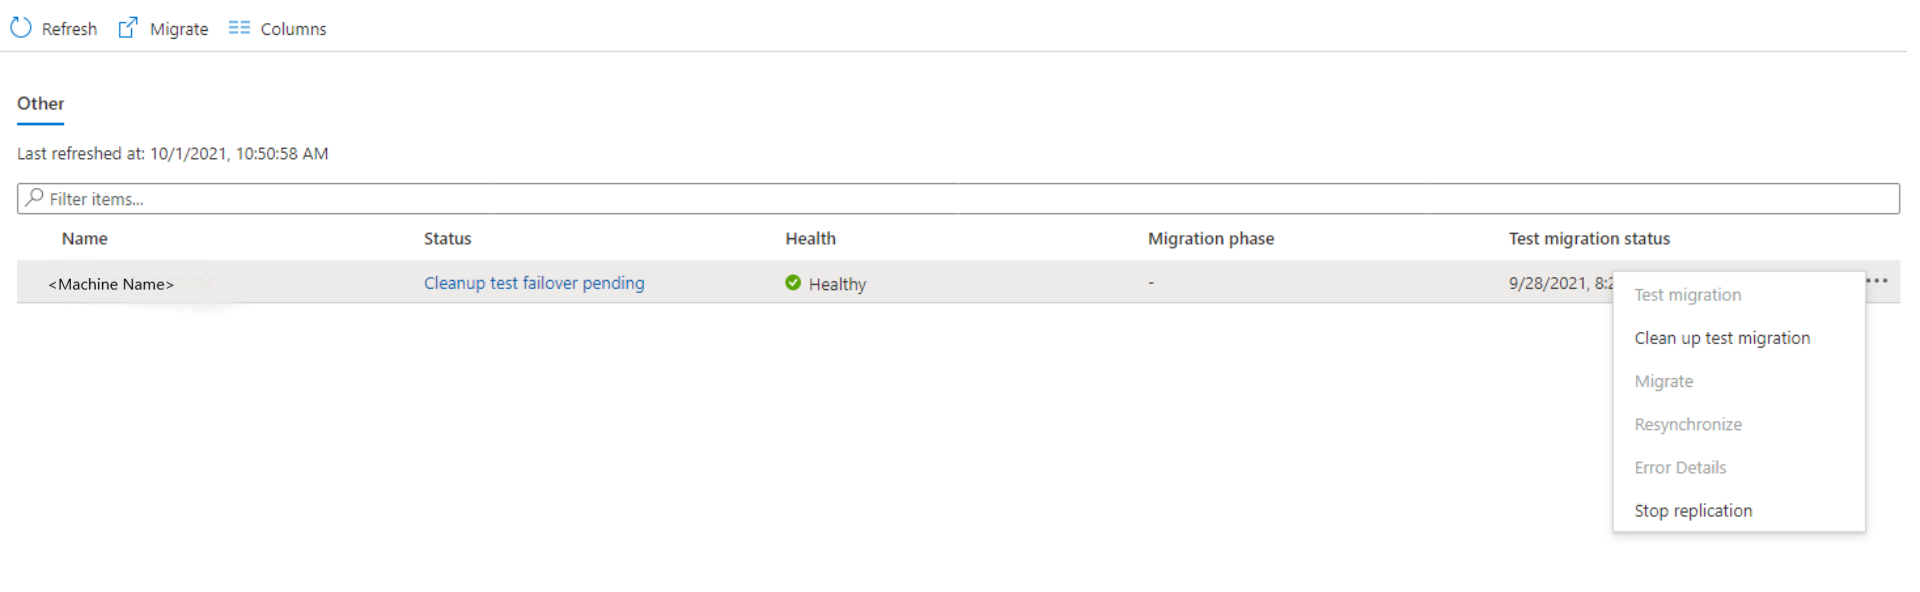 Refresh Migrate Columns
Other
Last refreshed at: 10/1/2021, 10:50:58 AM
Filter items...
Name Status Health Migration phase Test migration status
<Machine Name> Cleanup test failover pending Healthy - 9/28/2021, 8:2
Test migration
Clean up test migration
Migrate
Resynchronize
Error Details
Stop replication